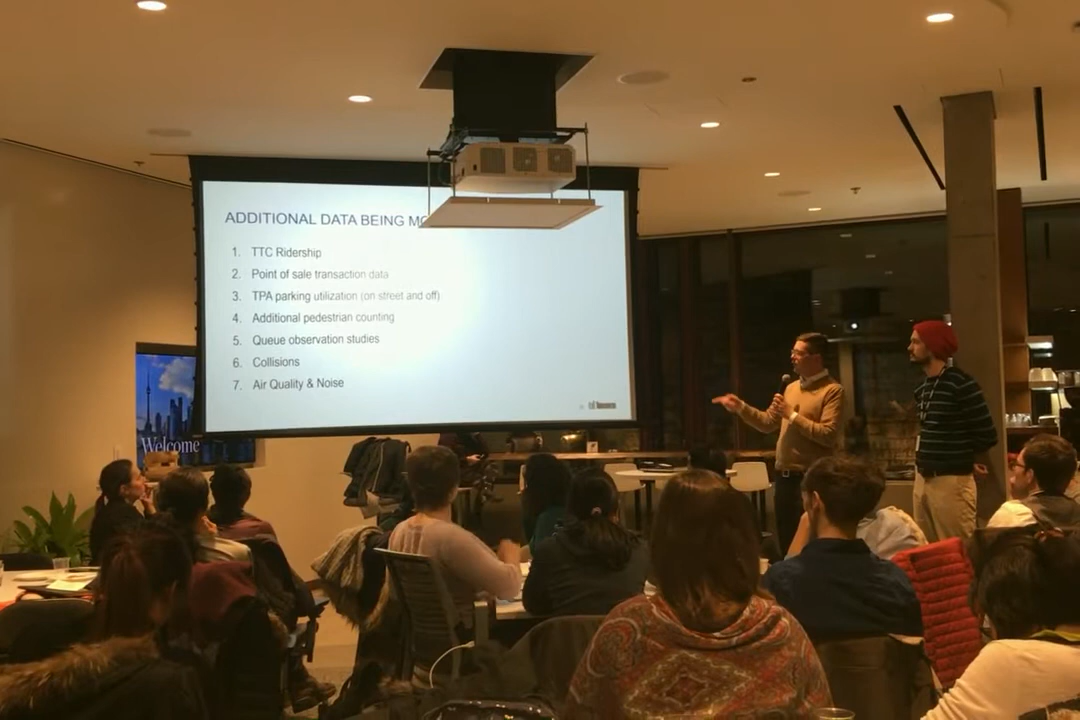 ADDITIONAL DATA BEING
1. TTC Ridership
2. Point of sale transaction data
3. TPA parking utilization (on street and off)
4. Additional pedestrian counting
5. Queue observation studies
6. Collisions
7. Air Quality & Noise
Toronto
Welcome